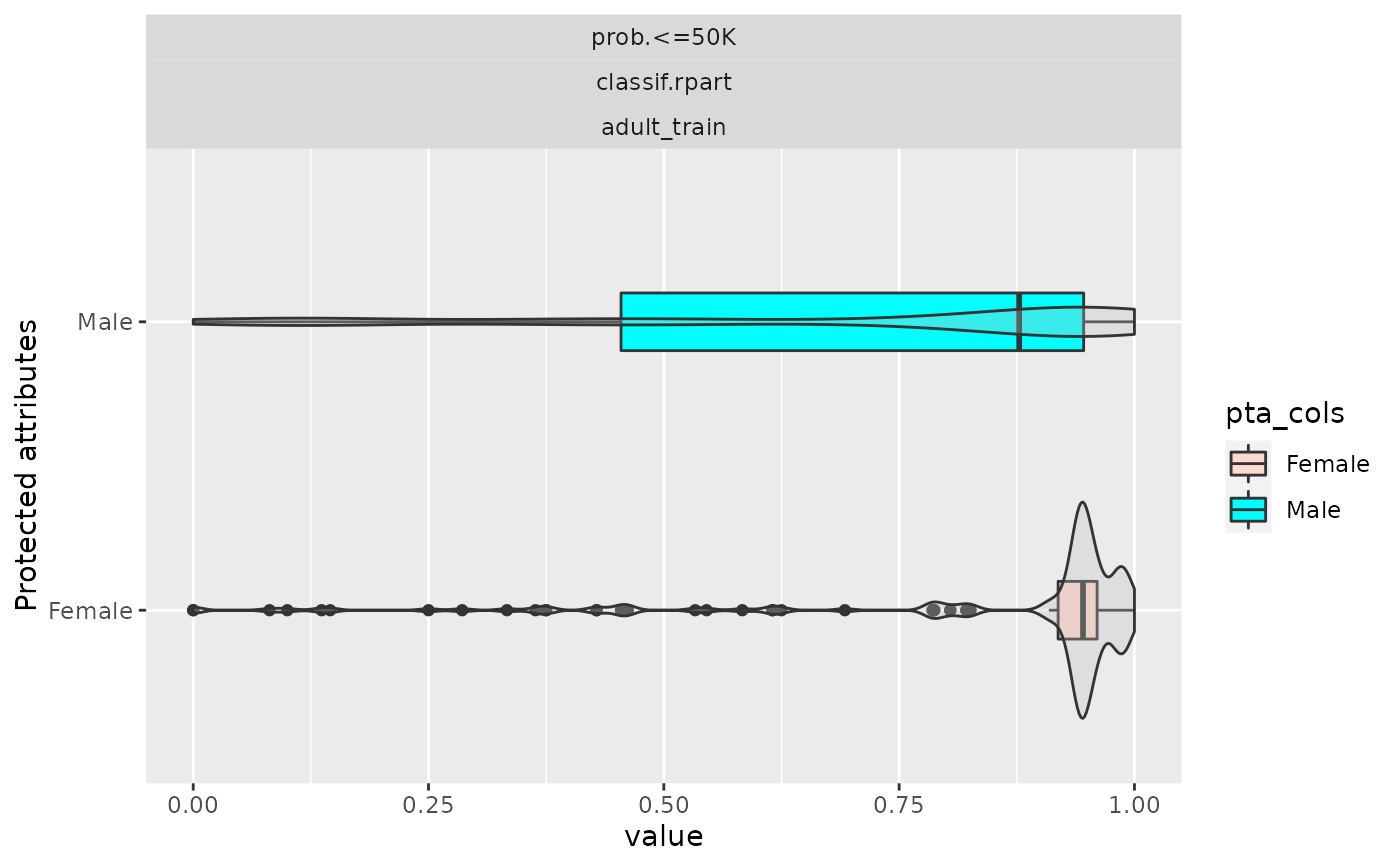 prob.<=50K
classif.rpart
adult_train
Protected attributes
Male
Female
0.00
0.25
0.50
0.75
1.00
value
pta_cols
Female
Male